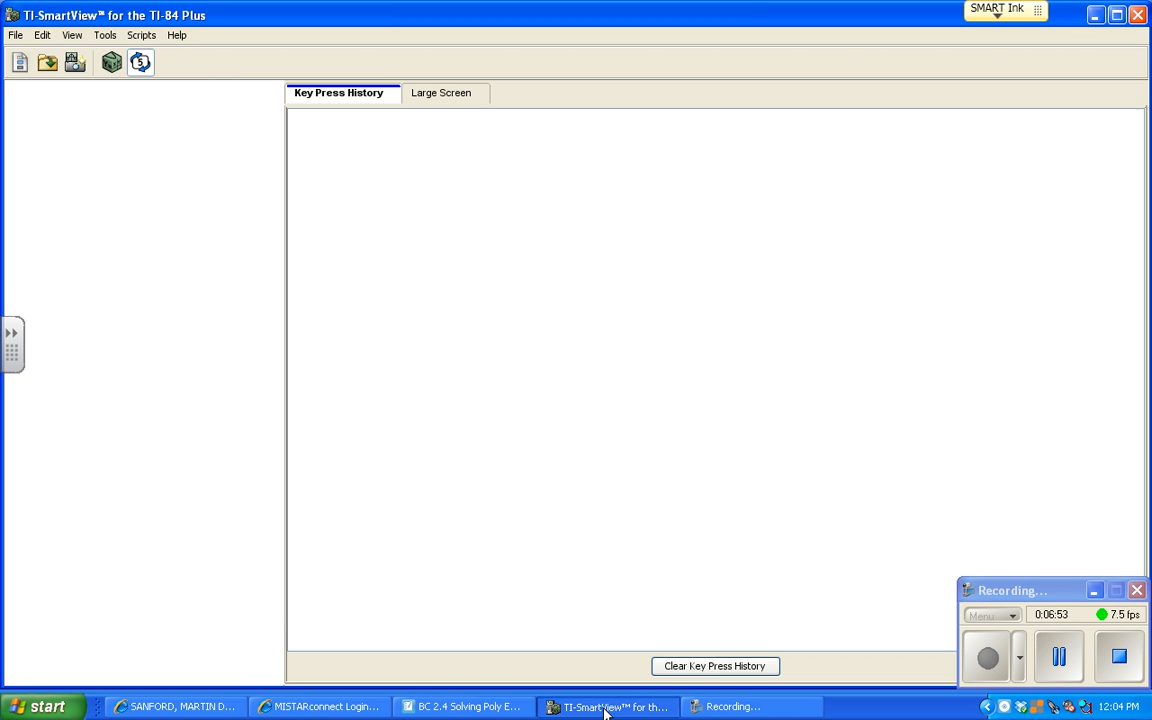 TI-SmartView™ for the TI-84 Plus
SMART Ink
File Edit View Tools Scripts Help
Key Press History
Large Screen
Recording...
Menu
0:06:53
7.5 fps
Clear Key Press History
start
SANFORD, MARTIN D...
MISTARconnect Login...
BC 2.4 Solving Poly E...
TI-SmartView™ for th...
Recording...
12:04 PM